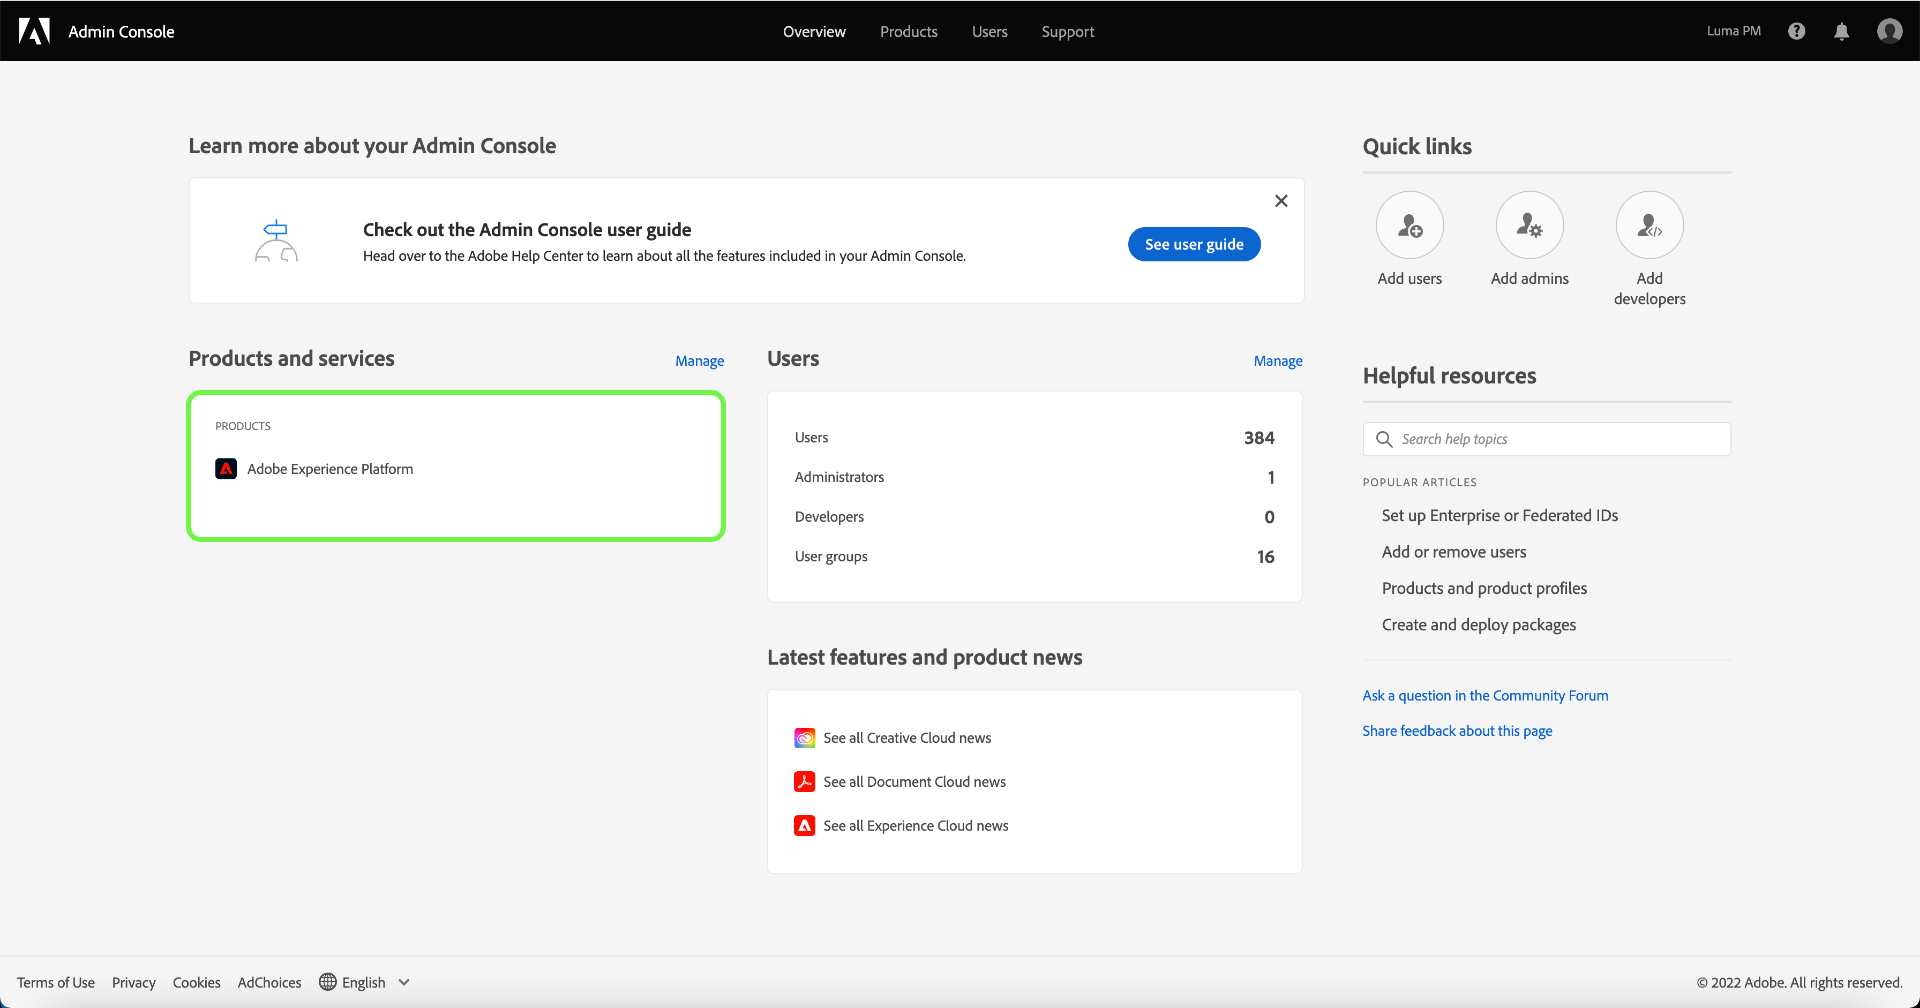 Admin Console
Overview
Products
Users
Support
Luma PM
Learn more about your Admin Console
Check out the Admin Console user guide
Head over to the Adobe Help Center to learn about all the features included in your Admin Console.
See user guide
Quick links
Add users
Add admins
Add
developers
Products and services
Manage
PRODUCTS
Adobe Experience Platform
Users
Manage
Users 384
Administrators 1
Developers 0
User groups 16
Latest features and product news
See all Creative Cloud news
See all Document Cloud news
See all Experience Cloud news
Helpful resources
Search help topics
POPULAR ARTICLES
Set up Enterprise or Federated IDs
Add or remove users
Products and product profiles
Create and deploy packages
Ask a question in the Community Forum
Share feedback about this page
Terms of Use
Privacy
Cookies
AdChoices
English
© 2022 Adobe. All rights reserved.